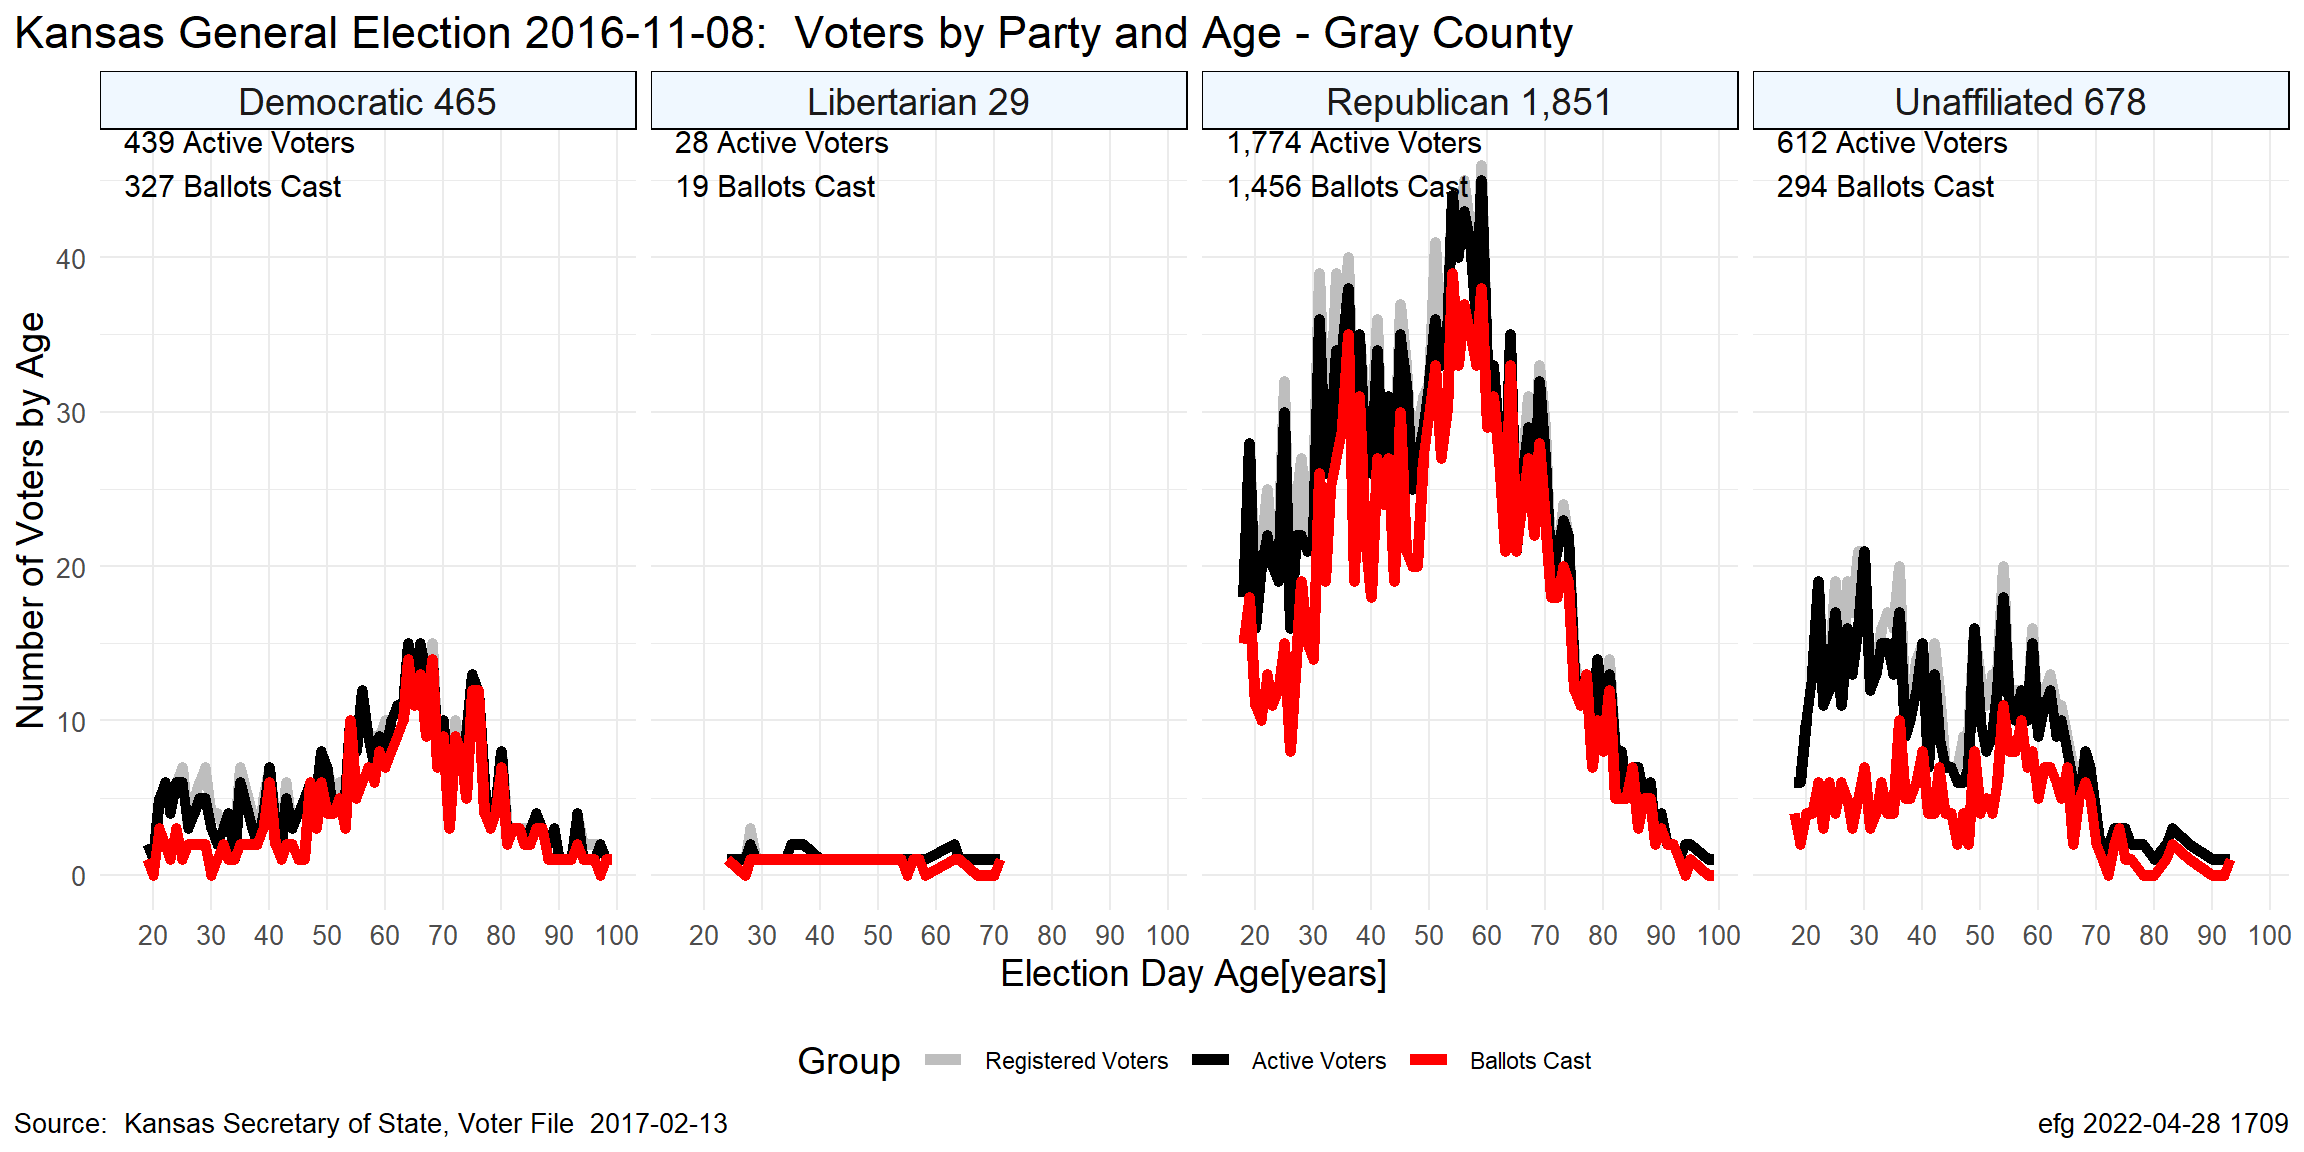 Kansas General Election 2016-11-08:  Voters by Party and Age - Gray County
Democratic 465
Libertarian 29
Republican 1,851
Unaffiliated 678
439 Active Voters
327 Ballots Cast
28 Active Voters
19 Ballots Cast
1,774 Active Voters
1,456 Ballots Cast
612 Active Voters
294 Ballots Cast
Number of Voters by Age
40
30
20
10
0
20 30 40 50 60 70 80 90 100
20 30 40 50 60 70 80 90 100
20 30 40 50 60 70 80 90 100
20 30 40 50 60 70 80 90 100
Election Day Age[years]
Group Registered Voters Active Voters Ballots Cast
Source:  Kansas Secretary of State, Voter File  2017-02-13
efg 2022-04-28 1709